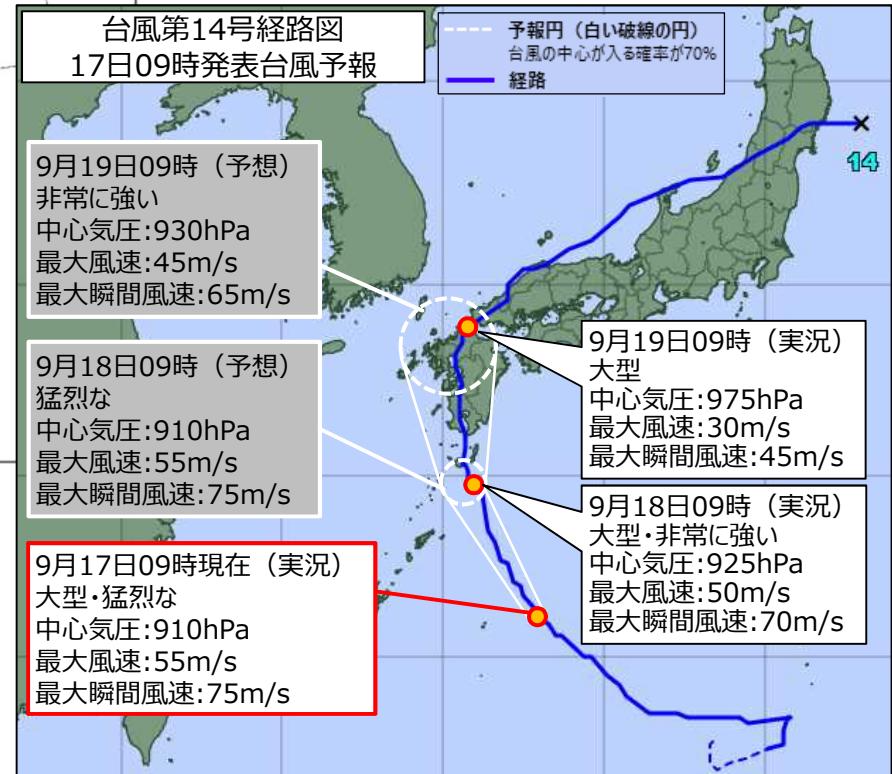 台風第14号経路図
17日09時発表台風予報
予報円（白い破線の円）
台風の中心が入る確率が70%
経路
14
9月19日09時（予想）
非常に強い
中心気圧:930hPa
最大風速:45m/s
最大瞬間風速:65m/s
9月18日09時（予想）
猛烈な
中心気圧:910hPa
最大風速:55m/s
最大瞬間風速:75m/s
9月17日09時現在（実況）
大型･猛烈な
中心気圧:910hPa
最大風速:55m/s
最大瞬間風速:75m/s
9月19日09時（実況）
大型
中心気圧:975hPa
最大風速:30m/s
最大瞬間風速:45m/s
9月18日09時（実況）
大型･非常に強い
中心気圧:925hPa
最大風速:50m/s
最大瞬間風速:70m/s